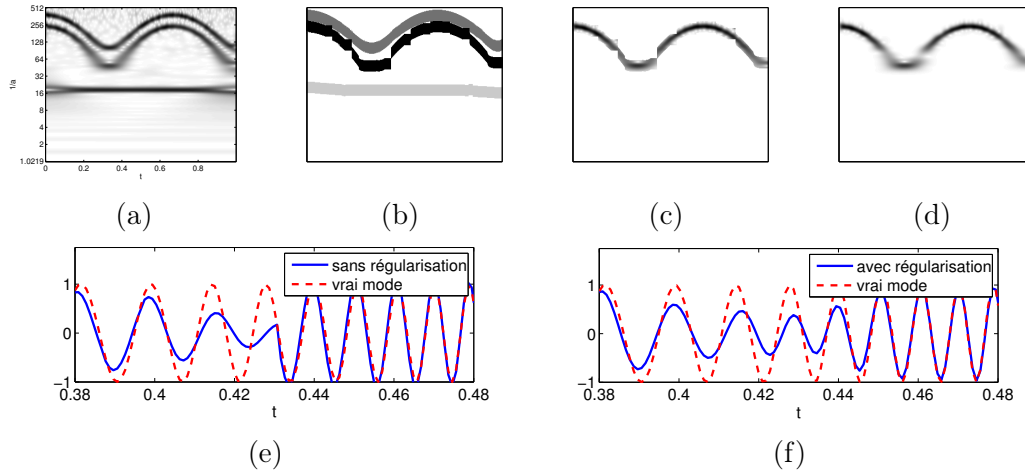 512
256
128
64
32
16
8
4
2
1.0219
1/a
0 0.2 0.4 0.6 0.8
t
(a) (b) (c) (d)
sans régularisation
vrai mode
1
0
−1
0.38 0.4 0.42 0.44 0.46 0.48
t
avec régularisation
vrai mode
1
0
−1
0.38 0.4 0.42 0.44 0.46 0.48
t
(e) (f)